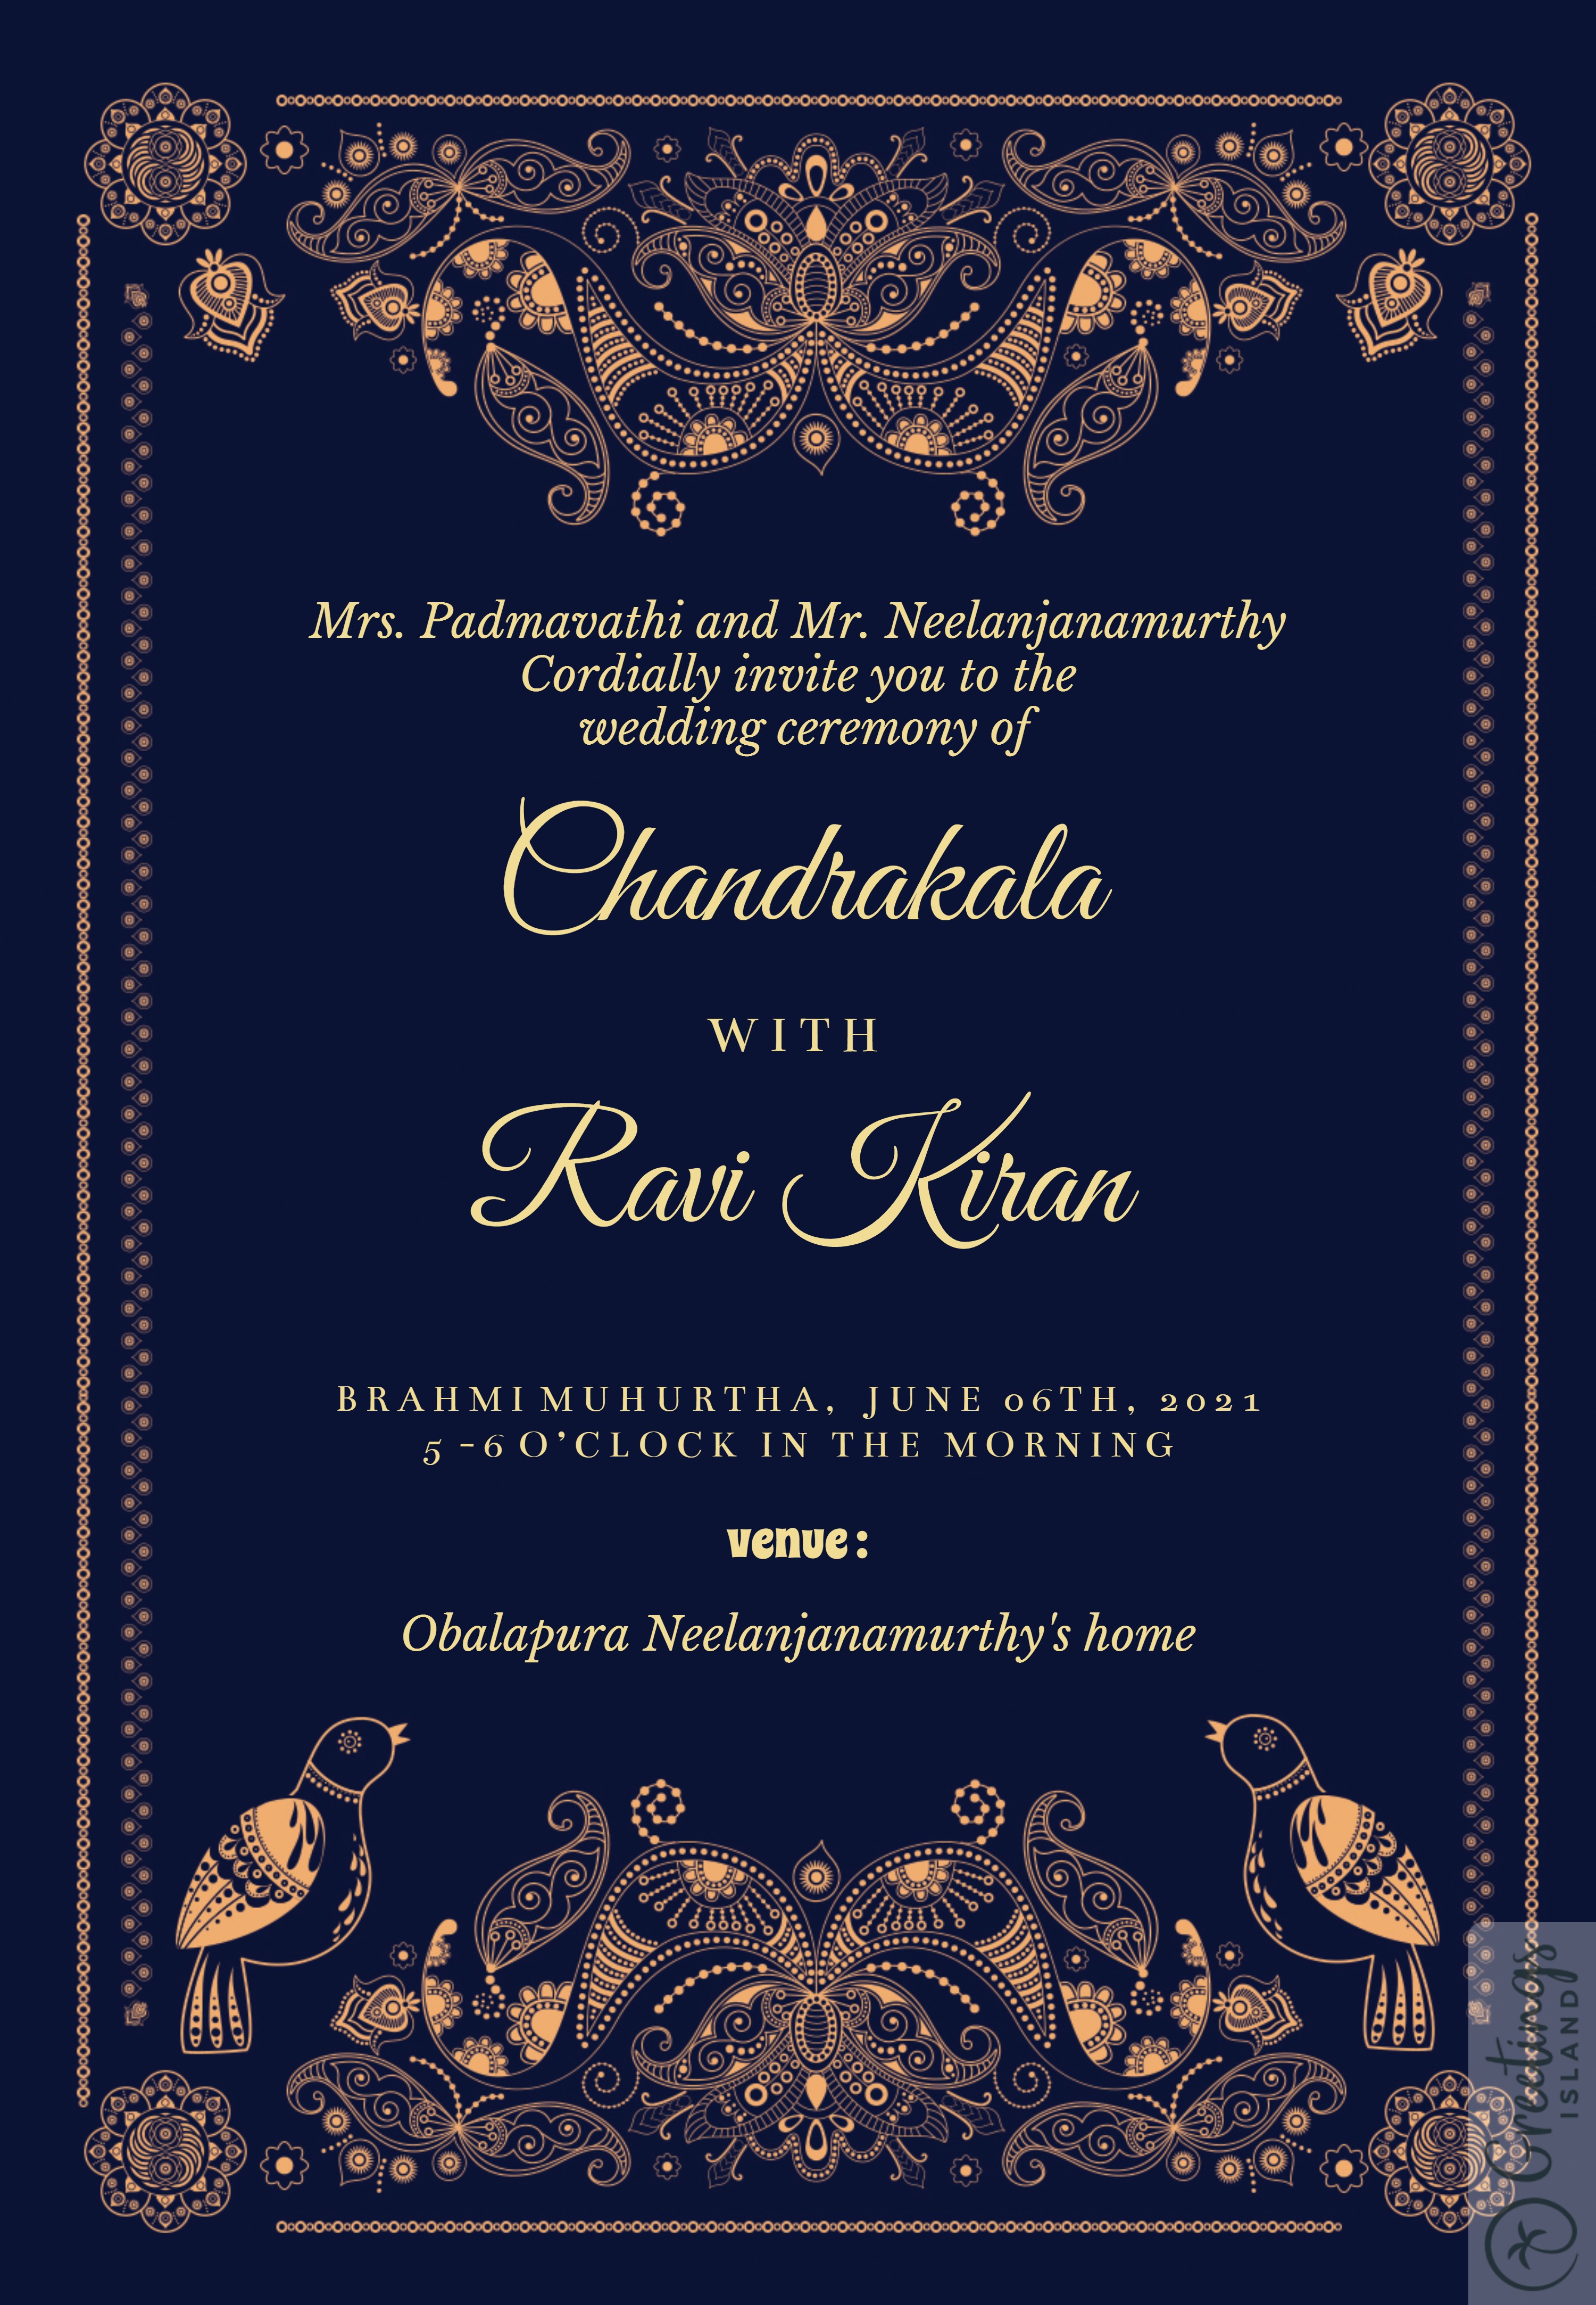 Mrs. Padmavathi and Mr. Neelanjanamurthy
Cordially invite you to the
wedding ceremony of
Chandrakala
WITH
Ravi Kiran
BRAHMI MUHURTHA, JUNE 06TH, 2021
5 -6 O’CLOCK IN THE MORNING
venue :
Obalapura Neelanjanamurthy's home
Greetings
ISLAND